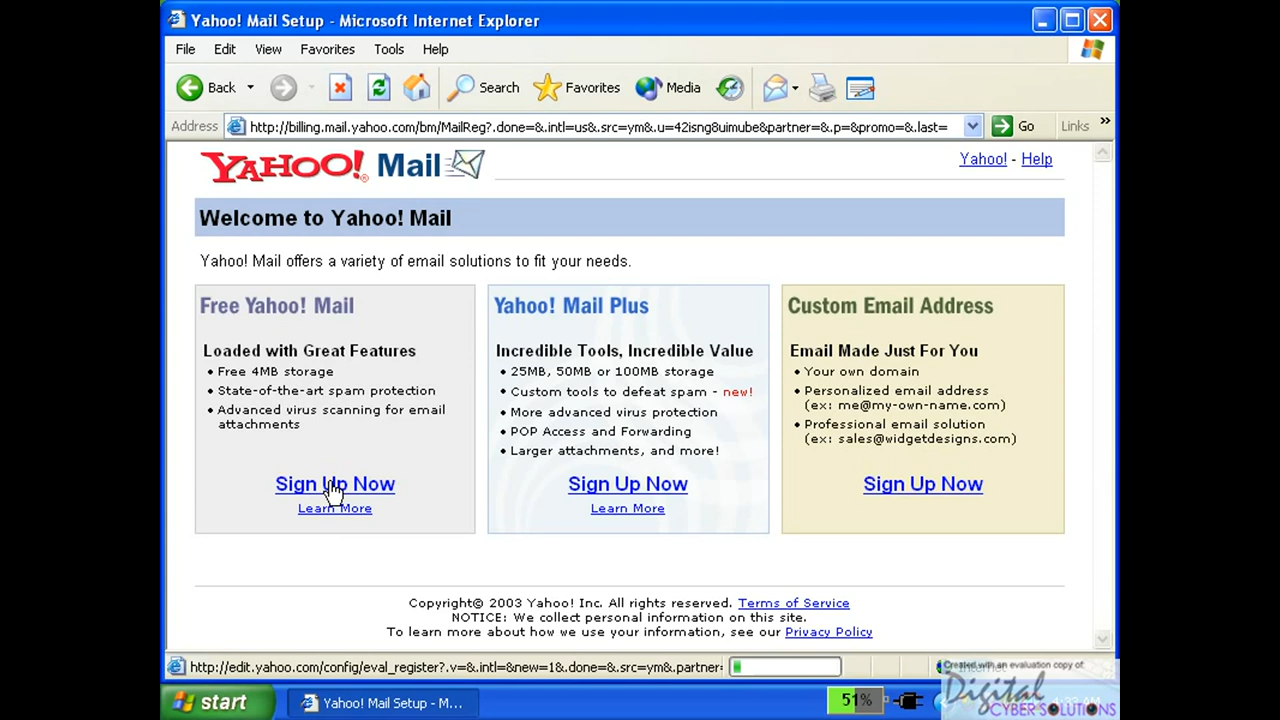 Yahoo! Mail Setup - Microsoft Internet Explorer
File Edit View Favorites Tools Help
Back Search Favorites Media
Address http://billing.mail.yahoo.com/bm/MailReg?.done=&.intl=us&.src=ym&.u=42isng8uimube&partner=&.p=&promo=&.last= Go Links »
YAHOO! Mail
Yahoo! - Help
Welcome to Yahoo! Mail
Yahoo! Mail offers a variety of email solutions to fit your needs.
Free Yahoo! Mail
Loaded with Great Features
• Free 4MB storage
• State-of-the-art spam protection
• Advanced virus scanning for email
attachments
Sign Up Now
Learn More
Yahoo! Mail Plus
Incredible Tools, Incredible Value
• 25MB, 50MB or 100MB storage
• Custom tools to defeat spam - new!
• More advanced virus protection
• POP Access and Forwarding
• Larger attachments, and more!
Sign Up Now
Learn More
Custom Email Address
Email Made Just For You
• Your own domain
• Personalized email address
(ex: me@my-own-name.com)
• Professional email solution
(ex: sales@widgetdesigns.com)
Sign Up Now
Copyright© 2003 Yahoo! Inc. All rights reserved. Terms of Service
NOTICE: We collect personal information on this site.
To learn more about how we use your information, see our Privacy Policy
http://edit.yahoo.com/config/eval_register?.v=&.intl=&new=1&.done=&.src=ym&.partner=
Internet
Created with an evaluation copy of:
Digital
CYBER SOLUTIONS
start Yahoo! Mail Setup - M... 51%